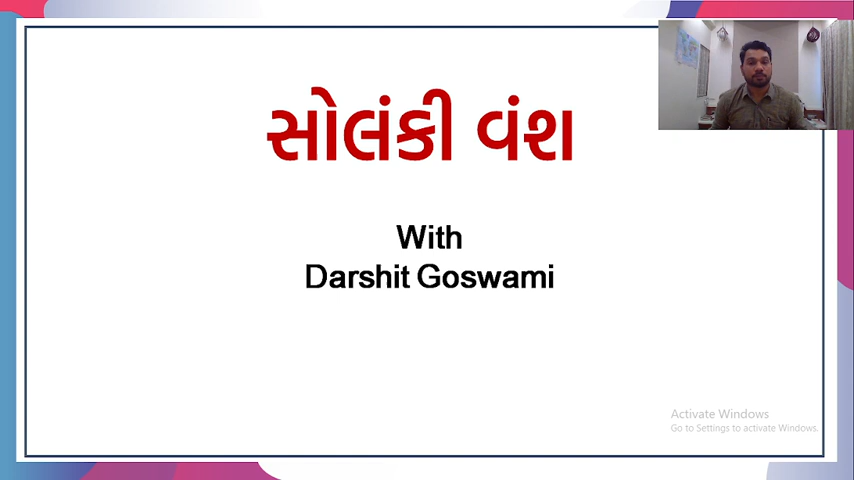 સોલંકી વંશ
With
Darshit Goswami
Activate Windows
Go to Settings to activate Windows.